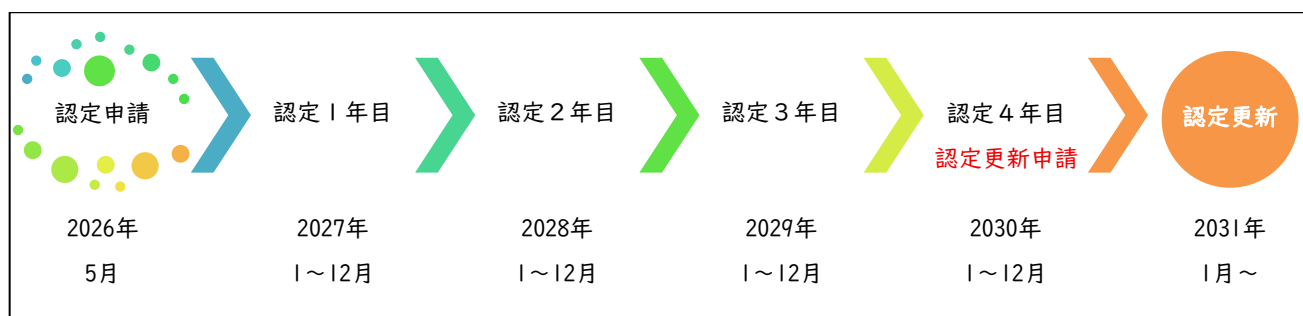 認定申請
認定1年目
認定2年目
認定3年目
認定4年目
認定更新
認定更新申請
2026年
2027年
2028年
2029年
2030年
2031年
5月
1～12月
1～12月
1～12月
1～12月
1月～